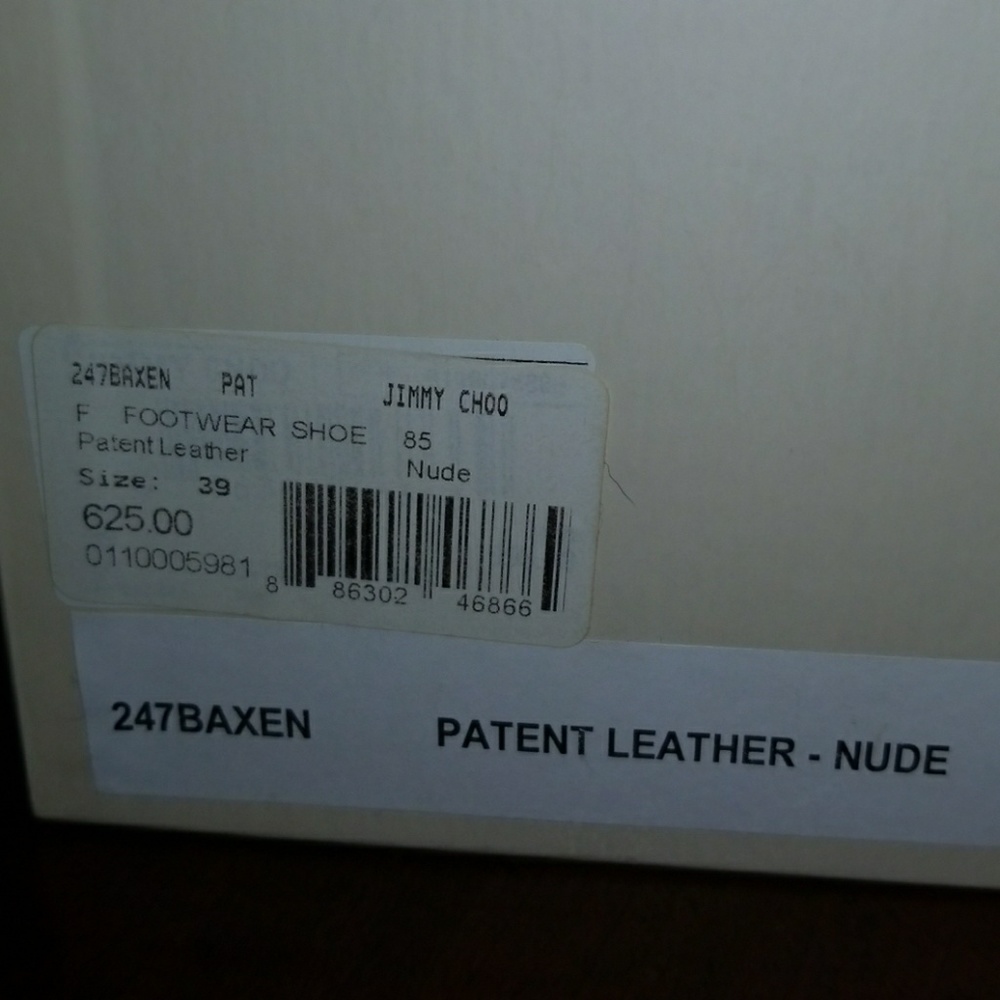 247BAXEN PAT JIMMY CHOO
F FOOTWEAR SHOE 85
Patent Leather Nude
Size: 39
625.00
0110005981
8 86302 46866
247BAXEN PATENT LEATHER - NUDE